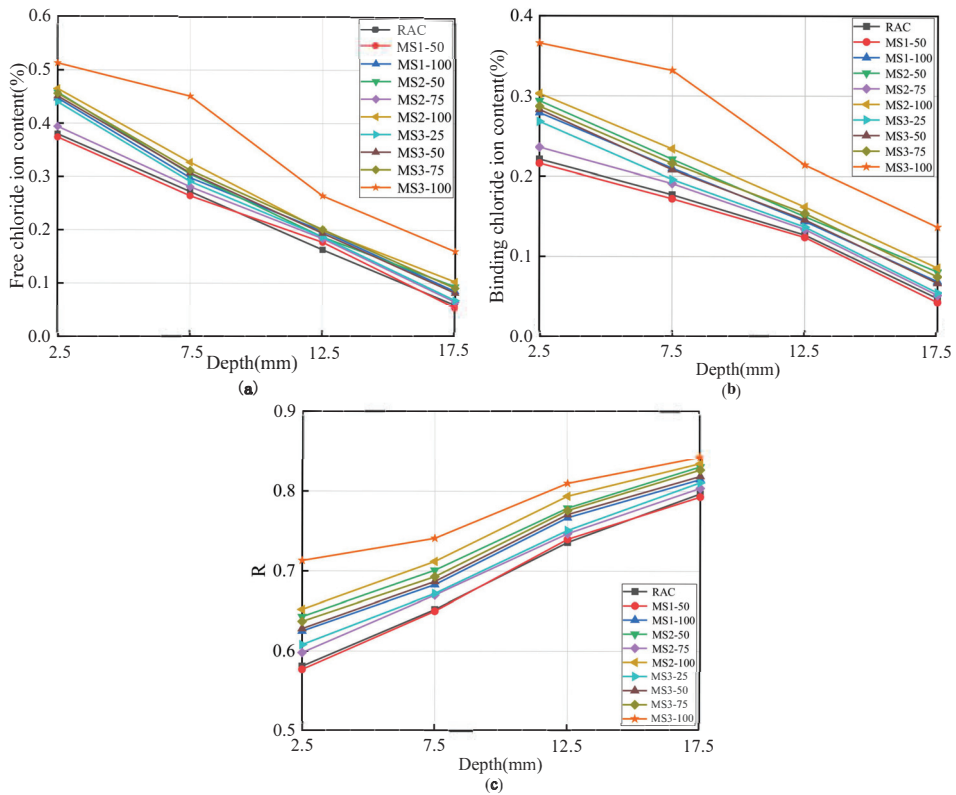 0.6
0.5
0.4
0.3
0.2
0.1
0.0
Free chloride ion content(%)
2.5 7.5 12.5 17.5
Depth(mm)
(a)
RAC
MS1-50
MS1-100
MS2-50
MS2-75
MS2-100
MS3-25
MS3-50
MS3-75
MS3-100
0.4
0.3
0.2
0.1
0.0
Binding chloride ion content(%)
2.5 7.5 12.5 17.5
Depth(mm)
(b)
RAC
MS1-50
MS1-100
MS2-50
MS2-75
MS2-100
MS3-25
MS3-50
MS3-75
MS3-100
0.9
0.8
0.7
0.6
0.5
R
2.5 7.5 12.5 17.5
Depth(mm)
(c)
RAC
MS1-50
MS1-100
MS2-50
MS2-75
MS2-100
MS3-25
MS3-50
MS3-75
MS3-100